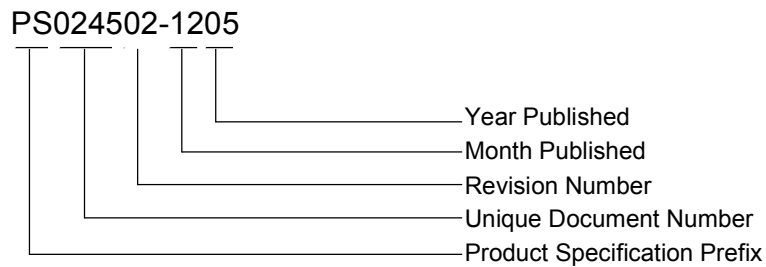 PS024502-1205
Year Published
Month Published
Revision Number
Unique Document Number
Product Specification Prefix